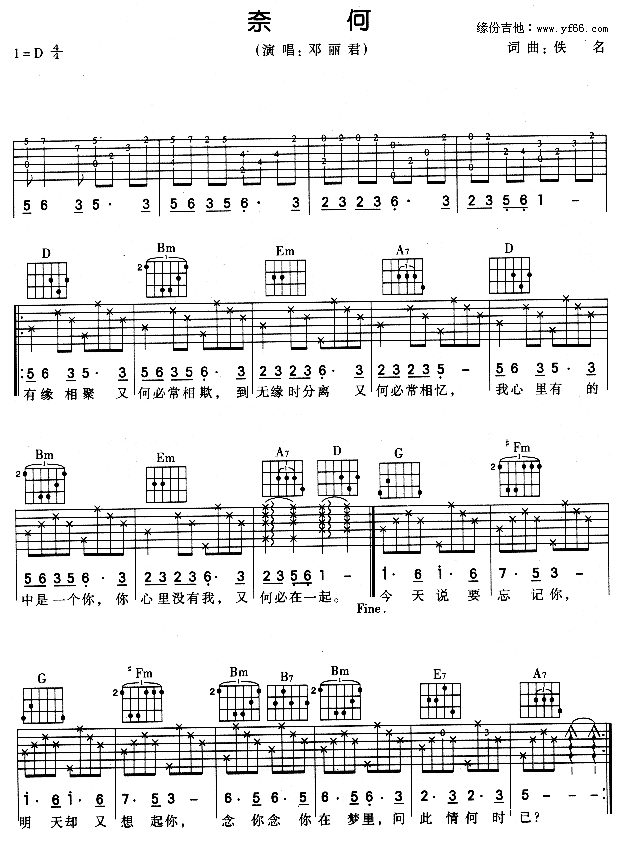 奈 何
缘份吉他：www.yf66.com
1=D 4/4
(演唱：邓丽君)
词曲：佚 名
5 6 3 5· 3 5 6 3 5 6· 3 2 3 2 3 6· 3 2 3 5 6 1 –
D Bm Em A7 D
5 6 3 5· 3 5 6 3 5 6· 3 2 3 2 3 6· 3 2 3 2 3 5 – 5 6 3 5· 3
有缘相聚又何必常相欺，到无缘时分离又何必常相忆，我心里有的
Bm Em A7 D G #Fm
5 6 3 5 6· 3 2 3 2 3 6· 3 2 3 5 6 1 – 1· 6 1· 6 7· 5 3 –
中是一个你，你心里没有我，又何必在一起。今天说要忘记你，
Fine.
G #Fm Bm B7 Bm E7 A7
1· 6 1· 6 7· 5 3 – 6· 5 6· 5 6· 5 6· 3 2· 3 2· 3 5 – – –
明天却又想起你，念你念你在梦里，问此情何时已？